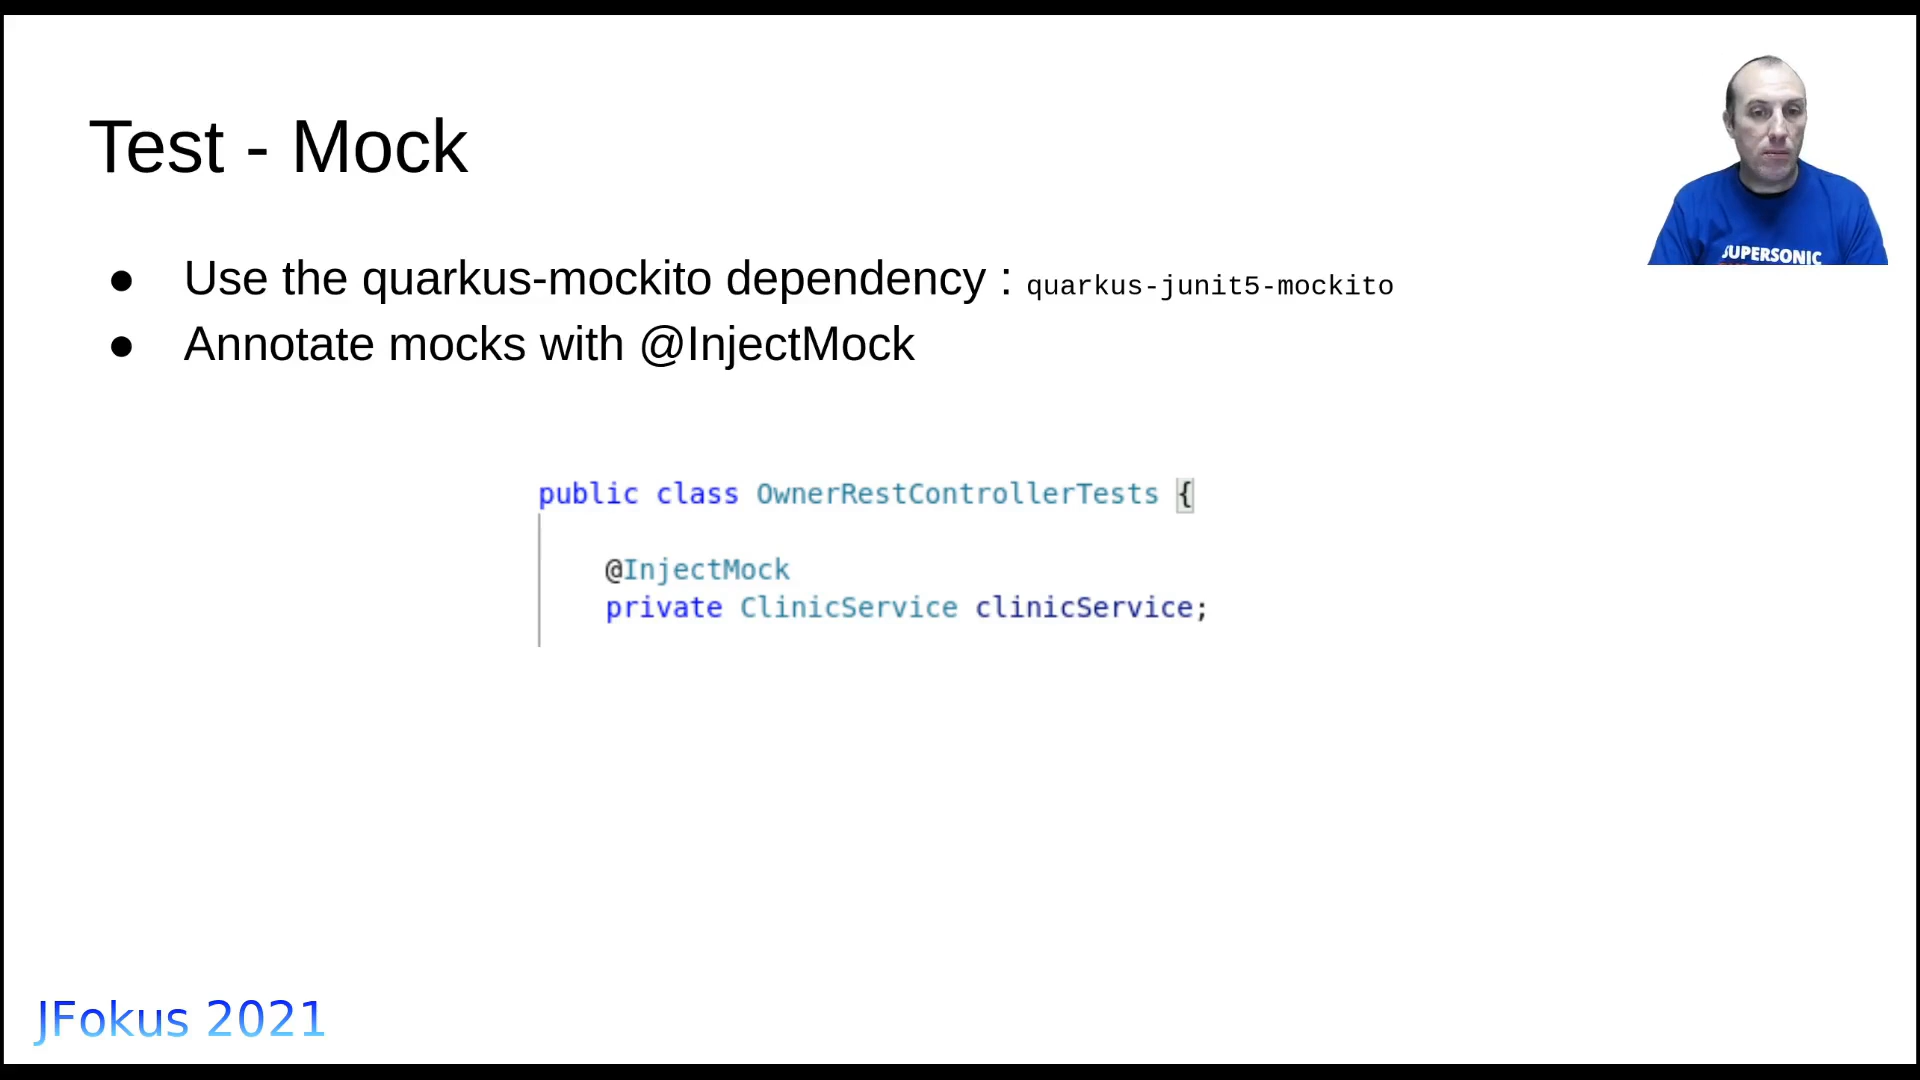 Test - Mock
SUPERSONIC
● Use the quarkus-mockito dependency : quarkus-junit5-mockito
● Annotate mocks with @InjectMock
public class OwnerRestControllerTests {
@InjectMock
private ClinicService clinicService;
JFokus 2021